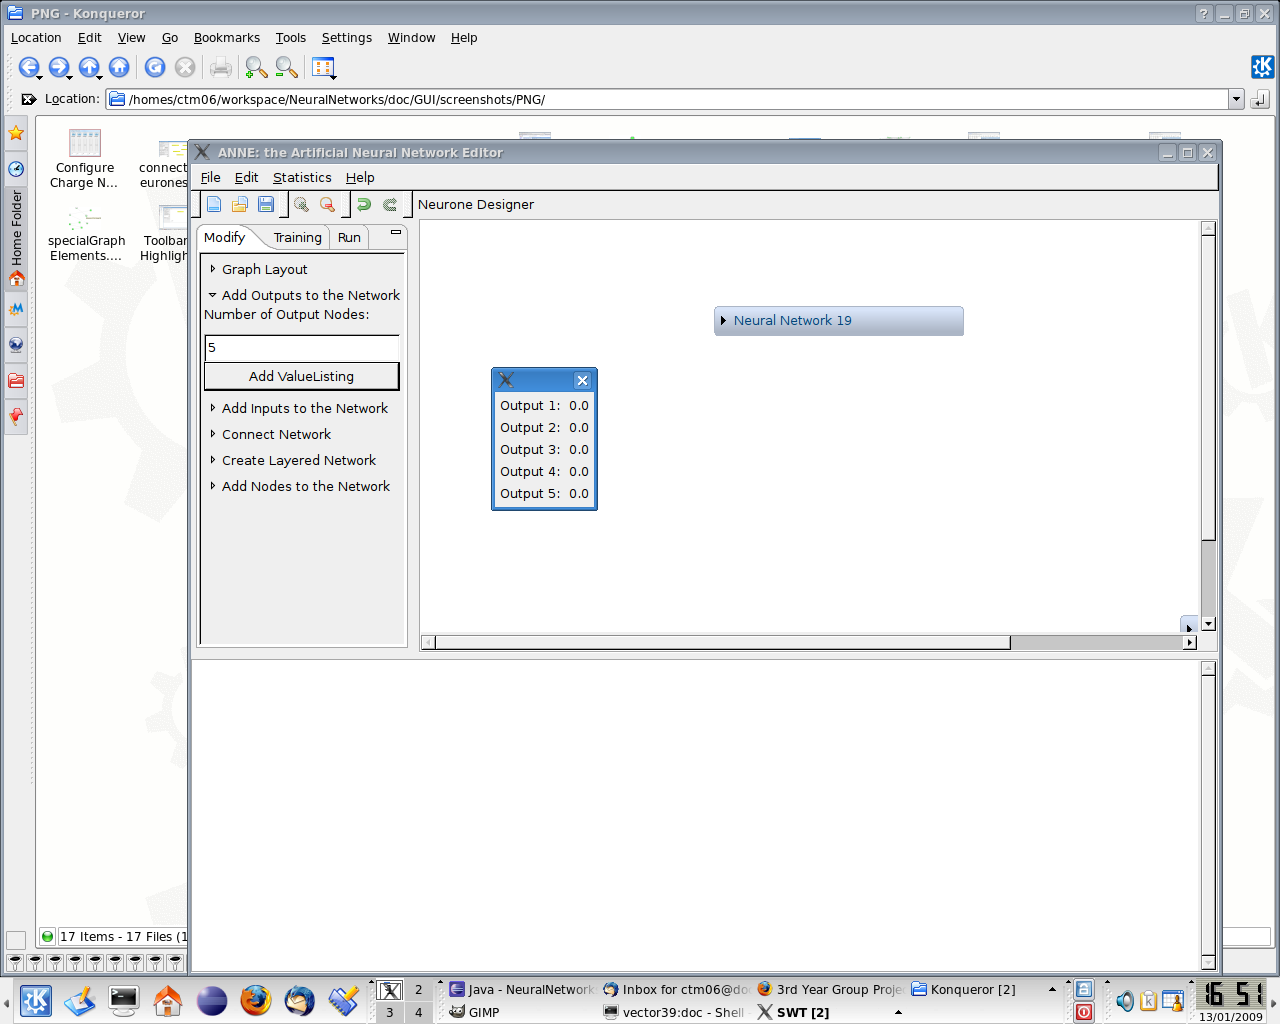 PNG - Konqueror
Location Edit View Go Bookmarks Tools Settings Window Help
Location: /homes/ctm06/workspace/NeuralNetworks/doc/GUI/screenshots/PNG/
Home Folder
Configure
Charge N...
connect
eurones
specialGraph
Elements....
Toolbar
Highligh
ANNE: the Artificial Neural Network Editor
File Edit Statistics Help
Neurone Designer
Modify Training Run
Graph Layout
Add Outputs to the Network
Number of Output Nodes:
5
Add ValueListing
Add Inputs to the Network
Connect Network
Create Layered Network
Add Nodes to the Network
Neural Network 19
Output 1: 0.0
Output 2: 0.0
Output 3: 0.0
Output 4: 0.0
Output 5: 0.0
17 Items - 17 Files (1
2
3 4
Java - NeuralNetworks
Inbox for ctm06@doc
3rd Year Group Proje
Konqueror [2]
GIMP
vector39:doc - Shell
SWT [2]
16 51
13/01/2009